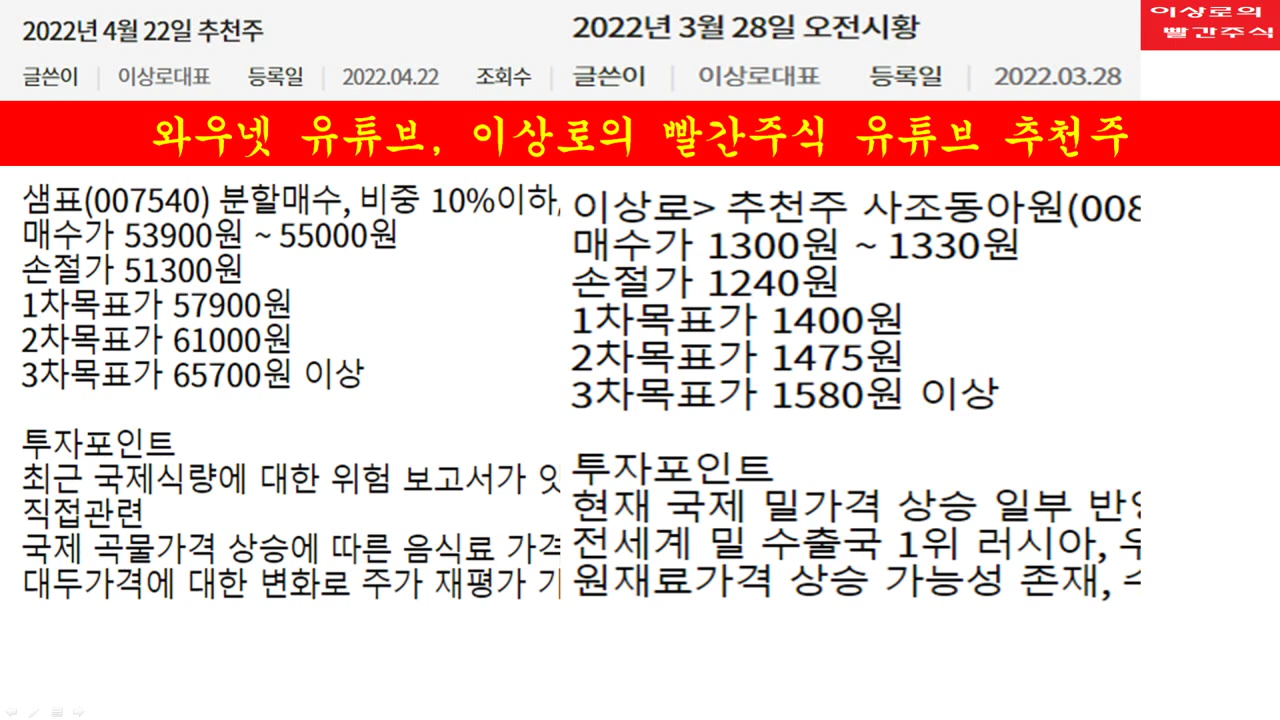 2022년 4월 22일 추천주
글쓴이 이상로대표 등록일 2022.04.22 조회수
2022년 3월 28일 오전시황
글쓴이 이상로대표 등록일 2022.03.28
이상로의
빨간주식
와우넷 유튜브, 이상로의 빨간주식 유튜브 추천주
샘표(007540) 분할매수, 비중 10%이하,
매수가 53900원 ~ 55000원
손절가 51300원
1차목표가 57900원
2차목표가 61000원
3차목표가 65700원 이상
투자포인트
최근 국제식량에 대한 위험 보고서가
직접관련
국제 곡물가격 상승에 따른 음식료 가격
대두가격에 대한 변화로 주가 재평가
이상로> 추천주 사조동아원(008
매수가 1300원 ~ 1330원
손절가 1240원
1차목표가 1400원
2차목표가 1475원
3차목표가 1580원 이상
투자포인트
현재 국제 밀가격 상승 일부
전세계 밀 수출국 1위 러시아,
원재료가격 상승 가능성 존재,